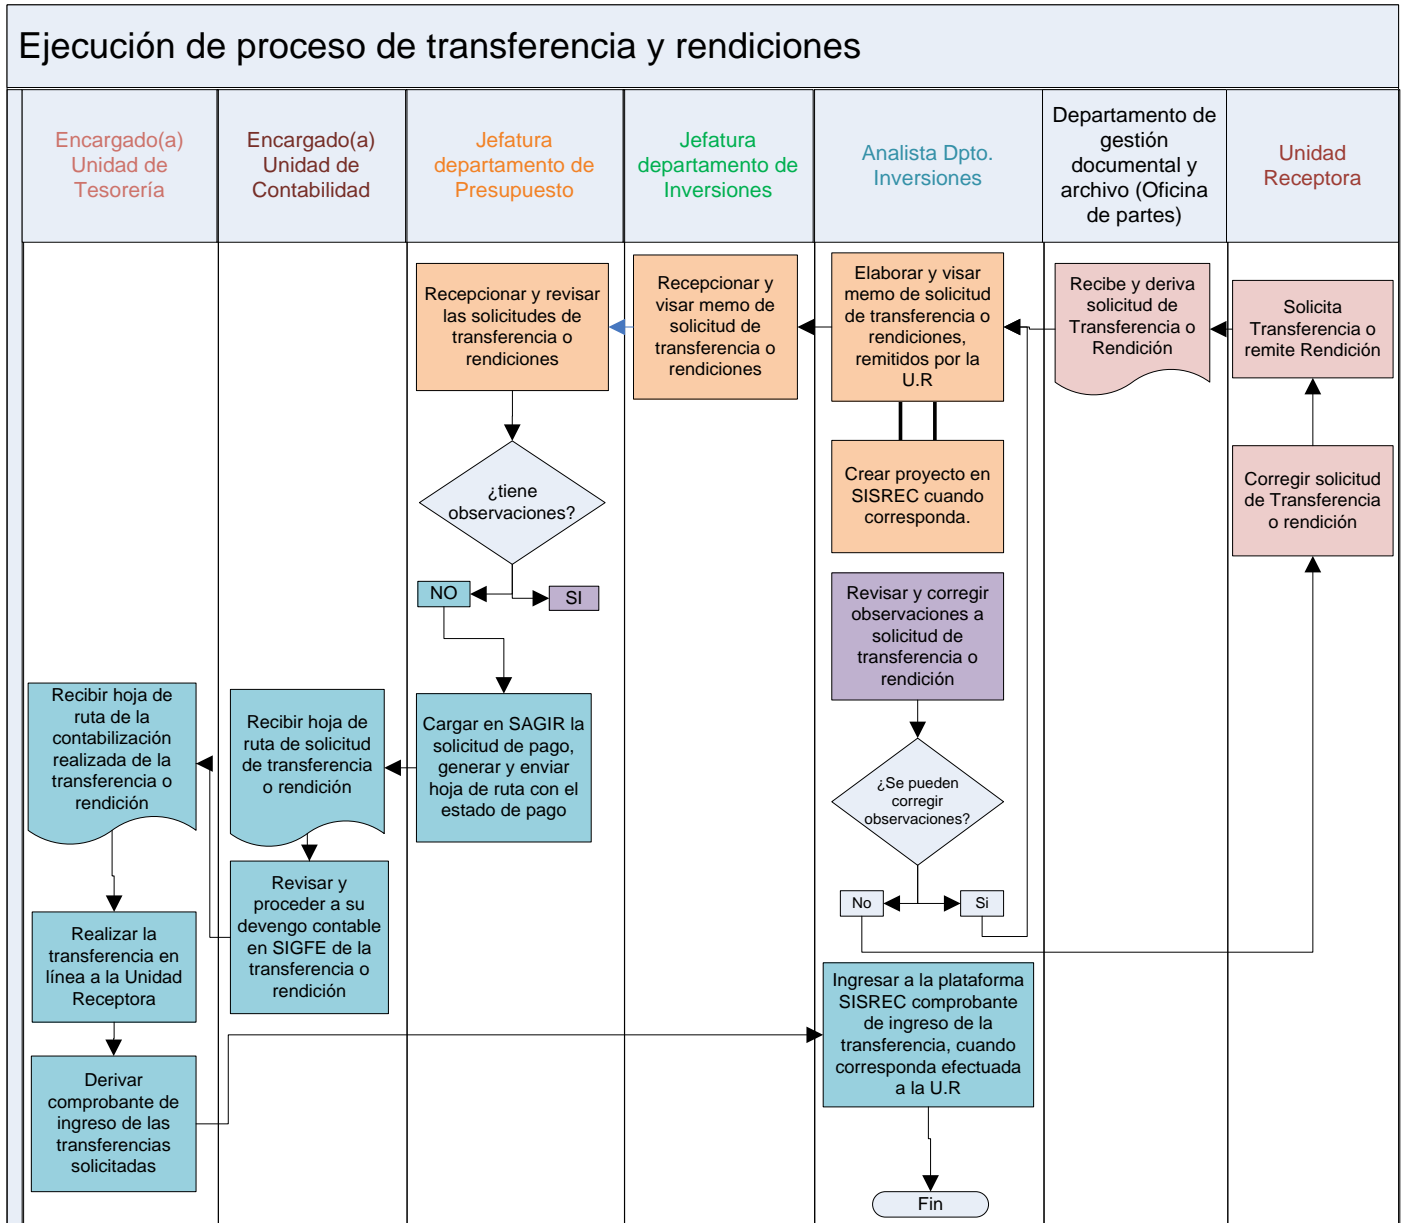 Ejecución de proceso de transferencia y rendiciones
Encargado(a)
Unidad de
Tesorería
Encargado(a)
Unidad de
Contabilidad
Jefatura
departamento de
Presupuesto
Jefatura
departamento de
Inversiones
Analista Dpto.
Inversiones
Departamento de
gestión
documental y
archivo (Oficina
de partes)
Unidad
Receptora
Recepcionar y revisar
las solicitudes de
transferencia o
rendiciones
Recepcionar y
visar memo de
solicitud de
transferencia o
rendiciones
Elaborar y visar
memo de solicitud
de transferencia o
rendiciones,
remitidos por la
U.R
Recibe y deriva
solicitud de
Transferencia o
Rendición
Solicita
Transferencia o
remite Rendición
¿tiene
observaciones?
Crear proyecto en
SISREC cuando
corresponda.
Corregir solicitud
de Transferencia
o rendición
NO
SI
Revisar y corregir
observaciones a
solicitud de
transferencia o
rendición
Recibir hoja de
ruta de la
contabilización
realizada de la
transferencia o
rendición
Recibir hoja de
ruta de solicitud
de transferencia
o rendición
Cargar en SAGIR la
solicitud de pago,
generar y enviar
hoja de ruta con el
estado de pago
¿Se pueden
corregir
observaciones?
Revisar y
proceder a su
devengo contable
en SIGFE de la
transferencia o
rendición
No
Si
Realizar la
transferencia en
línea a la Unidad
Receptora
Ingresar a la plataforma
SISREC comprobante
de ingreso de la
transferencia, cuando
corresponda efectuada
a la U.R
Derivar
comprobante de
ingreso de las
transferencias
solicitadas
Fin